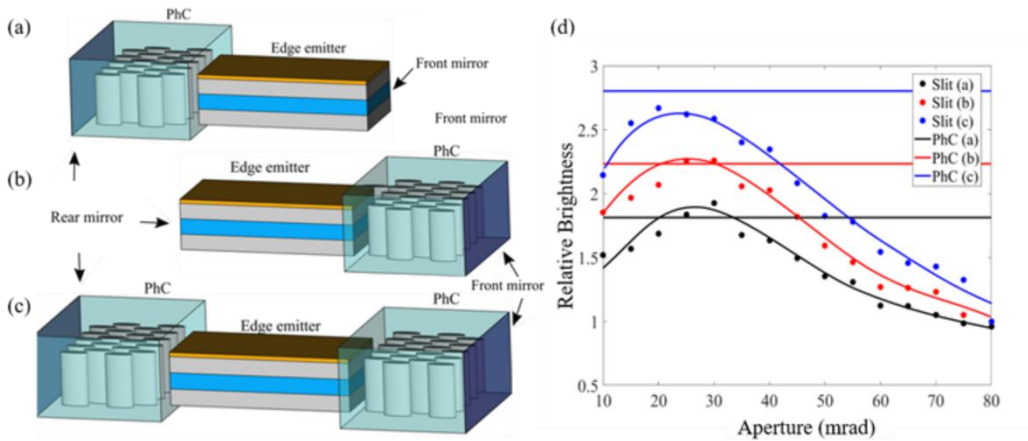 (a)
PhC
Edge emitter
Front mirror
Front mirror
(b)
Edge emitter
PhC
Rear mirror
Front mirror
(c)
PhC
Edge emitter
PhC
(d)
Relative Brightness
3
2.5
2
1.5
1
0.5
10 20 30 40 50 60 70 80
Aperture (mrad)
Slit (a)
Slit (b)
Slit (c)
PhC (a)
PhC (b)
PhC (c)